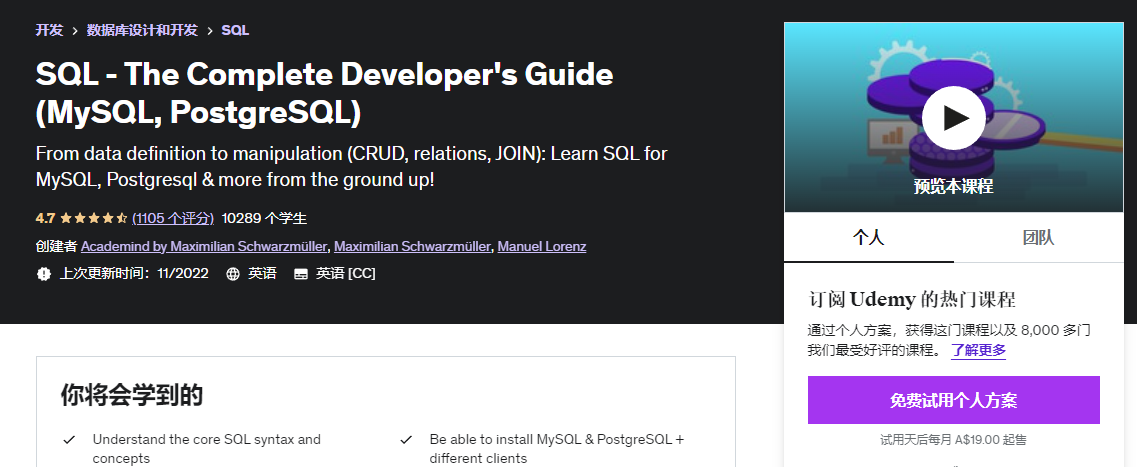 开发 > 数据库设计和开发 > SQL
SQL - The Complete Developer's Guide
(MySQL, PostgreSQL)
From data definition to manipulation (CRUD, relations, JOIN): Learn SQL for
MySQL, Postgresql & more from the ground up!
4.7 (1105 个评分) 10289 个学生
创建者 Academind by Maximilian Schwarzmüller, Maximilian Schwarzmüller, Manuel Lorenz
上次更新时间：11/2022 英语 英语 [CC]
你将会学到的
Understand the core SQL syntax and
concepts
Be able to install MySQL & PostgreSQL +
different clients
预览本课程
个人 团队
订阅 Udemy 的热门课程
通过个人方案，获得这门课程以及 8,000 多门
我们最受好评的课程。 了解更多
免费试用个人方案
试用天后每月 A$19.00 起售